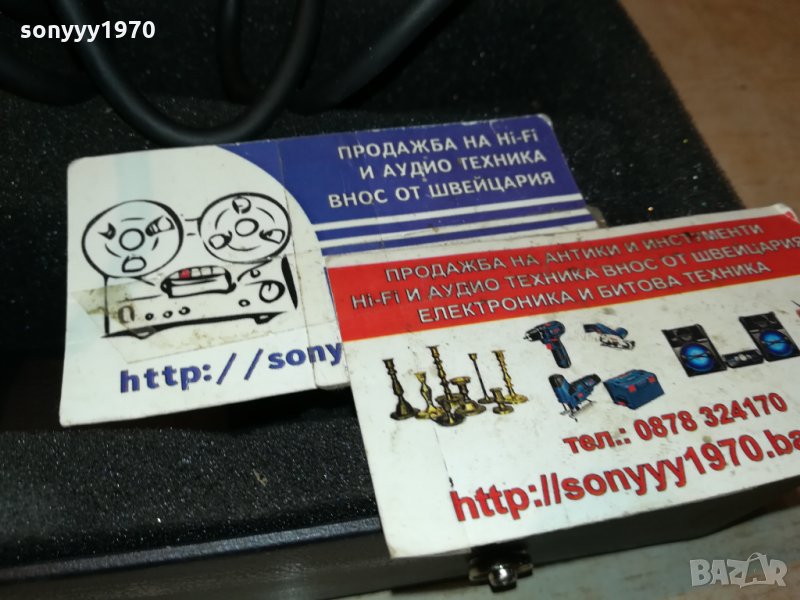 sonyyy1970
ПРОДАЖБА НА Hi-Fi
И АУДИО ТЕХНИКА
ВНОС ОТ ШВЕЙЦАРИЯ
http://sony
ПРОДАЖБА НА АНТИКИ И ИНСТРУМЕНТИ
Hi-Fi И АУДИО ТЕХНИКА ВНОС ОТ ШВЕЙЦАРИЯ
ЕЛЕКТРОНИКА И БИТОВА ТЕХНИКА
тел.: 0878 324170
http://sonyyy1970.ba
BAZAR